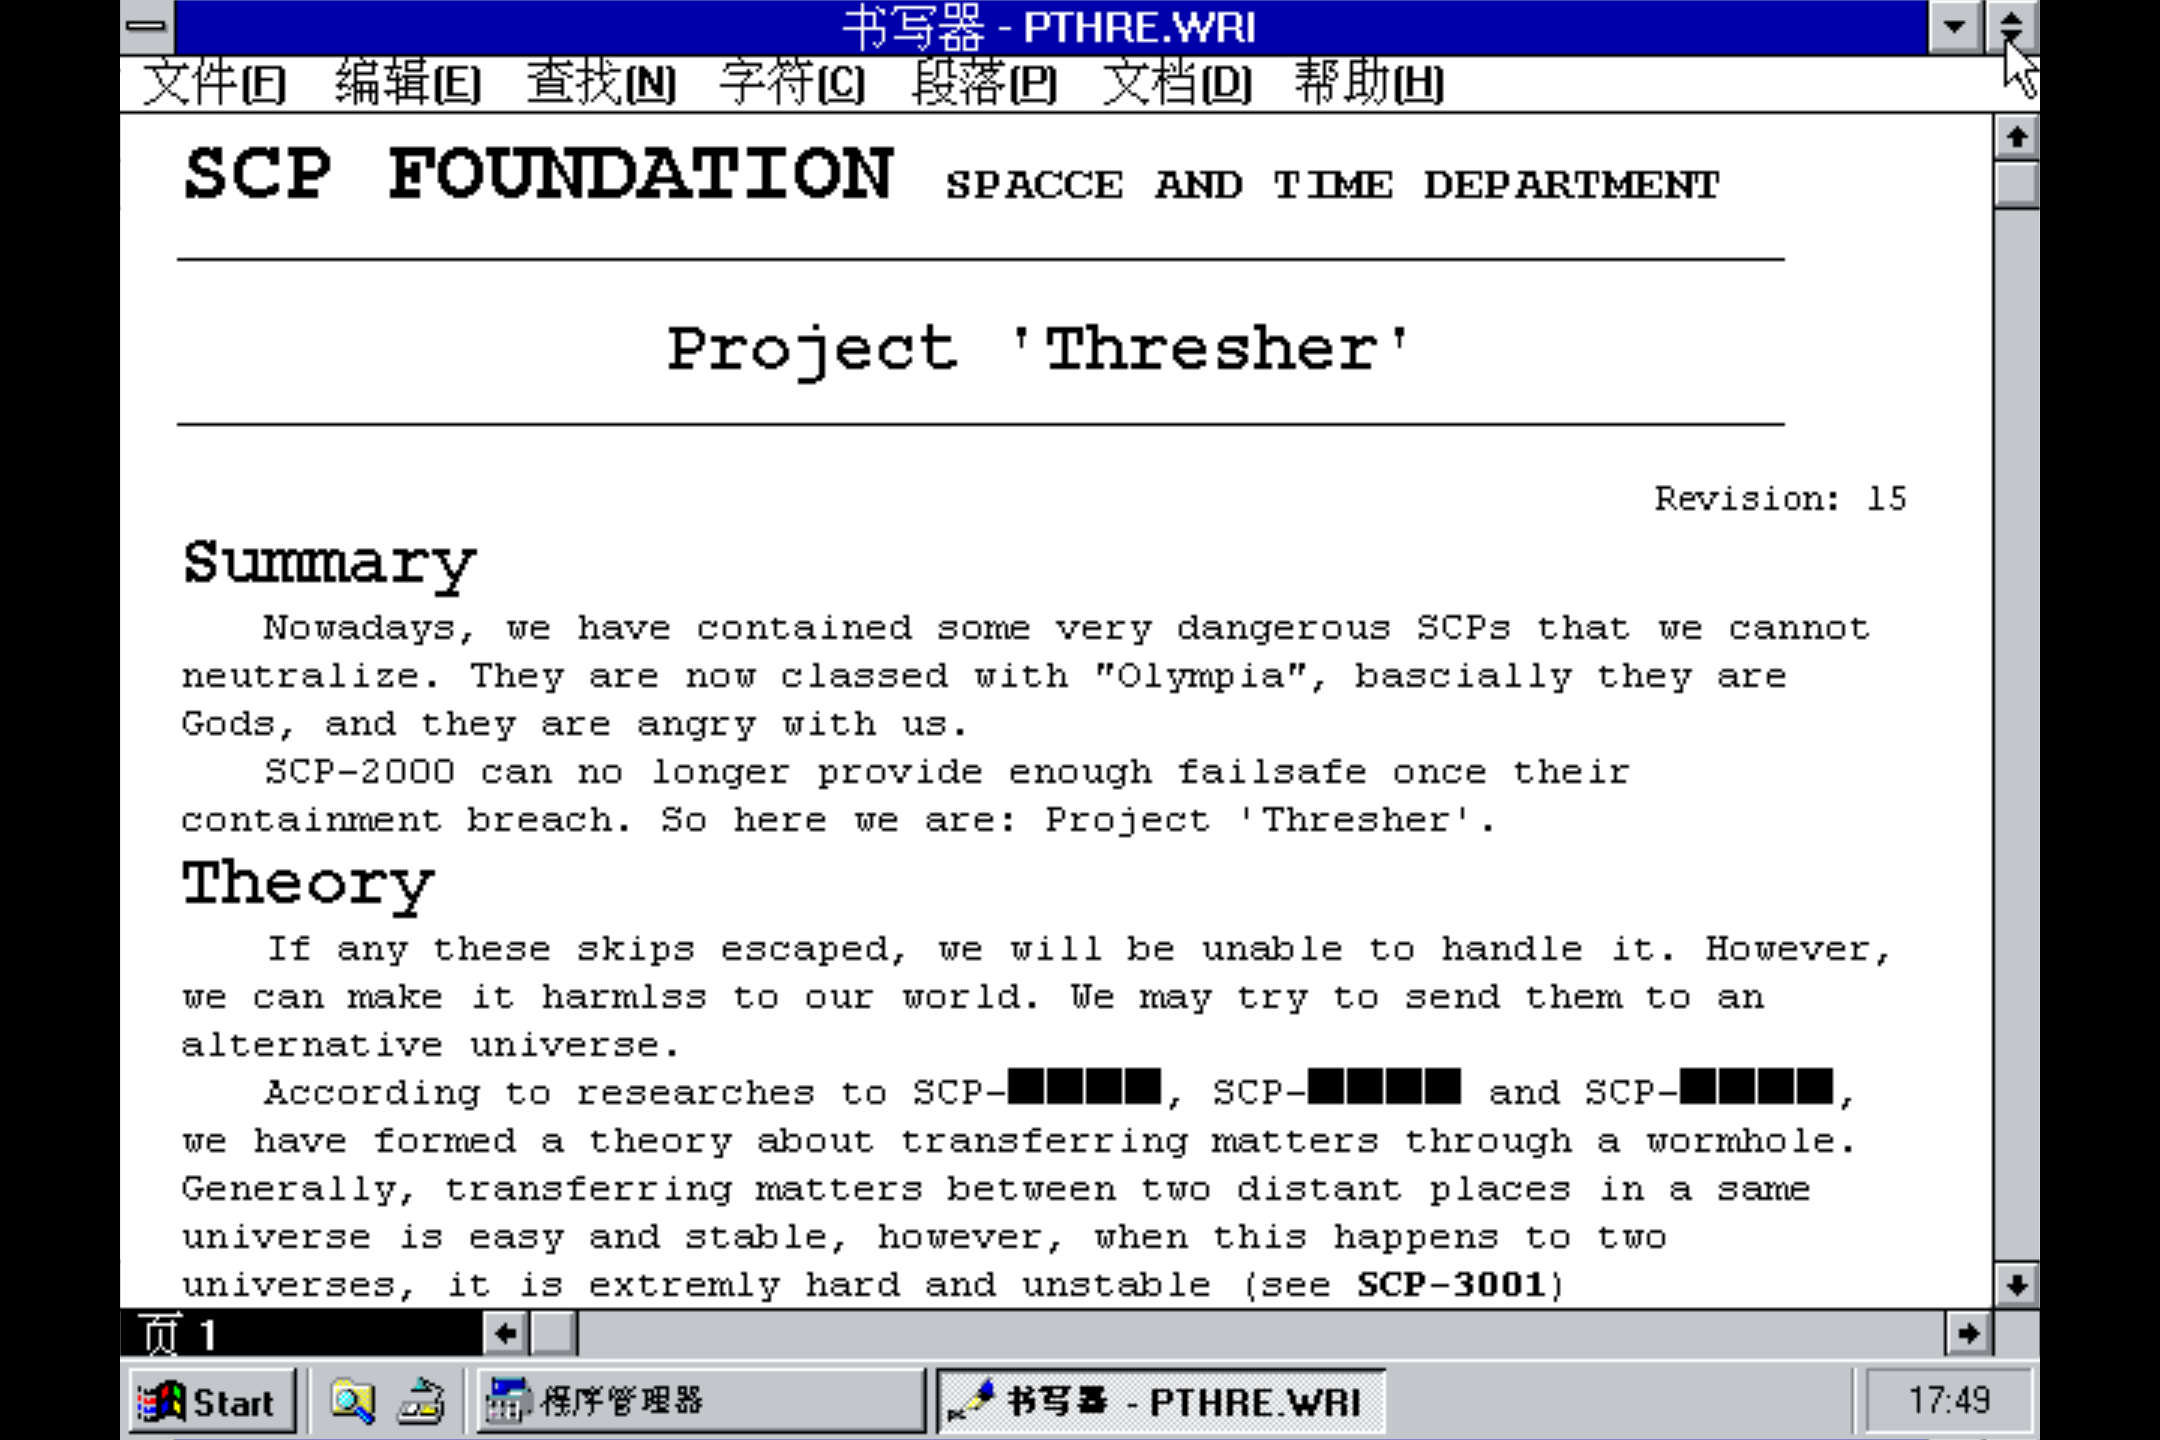 书写器 - PTHRE.WRI
文件(F) 编辑(E) 查找(N) 字符(C) 段落(P) 文档(D) 帮助(H)
SCP FOUNDATION SPACCE AND TIME DEPARTMENT
Project 'Thresher'
Revision: 15
Summary
Nowadays, we have contained some very dangerous SCPs that we cannot
neutralize. They are now classed with "Olympia", bascially they are
Gods, and they are angry with us.
SCP-2000 can no longer provide enough failsafe once their
containment breach. So here we are: Project 'Thresher'.
Theory
If any these skips escaped, we will be unable to handle it. However,
we can make it harmlss to our world. We may try to send them to an
alternative universe.
According to researches to SCP-■■■■, SCP-■■■■ and SCP-■■■■,
we have formed a theory about transferring matters through a wormhole.
Generally, transferring matters between two distant places in a same
universe is easy and stable, however, when this happens to two
universes, it is extremly hard and unstable (see SCP-3001)
页 1
Start 程序管理器 书写器 - PTHRE.WRI 17:49